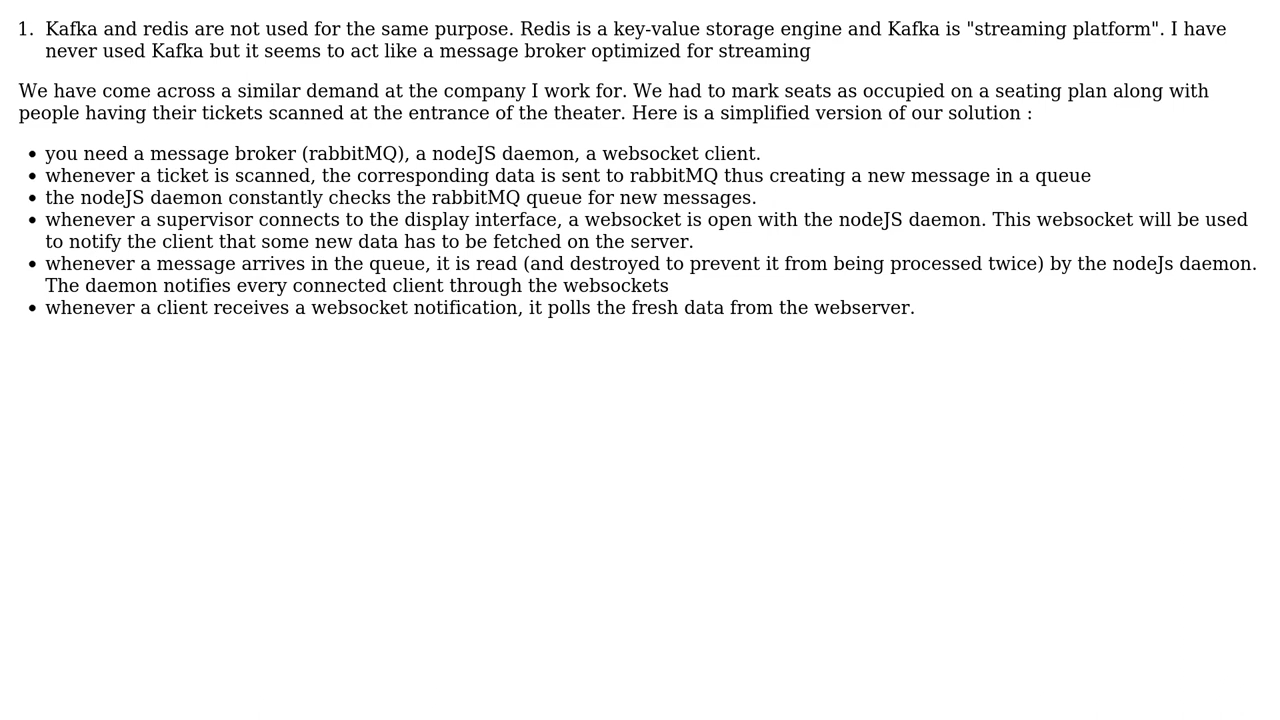 1. Kafka and redis are not used for the same purpose. Redis is a key-value storage engine and Kafka is "streaming platform". I have
never used Kafka but it seems to act like a message broker optimized for streaming
We have come across a similar demand at the company I work for. We had to mark seats as occupied on a seating plan along with
people having their tickets scanned at the entrance of the theater. Here is a simplified version of our solution :
• you need a message broker (rabbitMQ), a nodeJS daemon, a websocket client.
• whenever a ticket is scanned, the corresponding data is sent to rabbitMQ thus creating a new message in a queue
• the nodeJS daemon constantly checks the rabbitMQ queue for new messages.
• whenever a supervisor connects to the display interface, a websocket is open with the nodeJS daemon. This websocket will be used
to notify the client that some new data has to be fetched on the server.
• whenever a message arrives in the queue, it is read (and destroyed to prevent it from being processed twice) by the nodeJs daemon.
The daemon notifies every connected client through the websockets
• whenever a client receives a websocket notification, it polls the fresh data from the webserver.